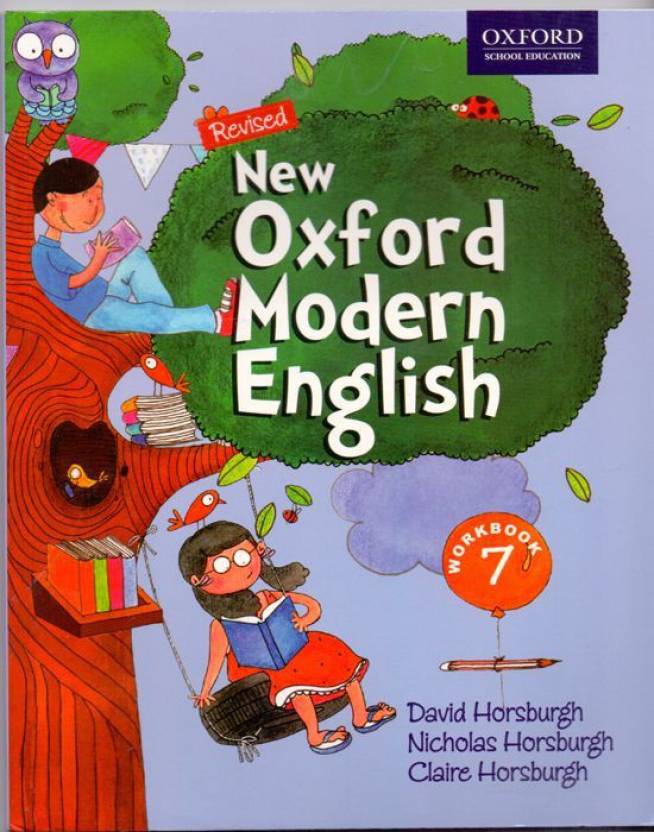 OXFORD
SCHOOL EDUCATION
Revised
New
Oxford
Modern
English
WORKBOOK
7
David Horsburgh
Nicholas Horsburgh
Claire Horsburgh